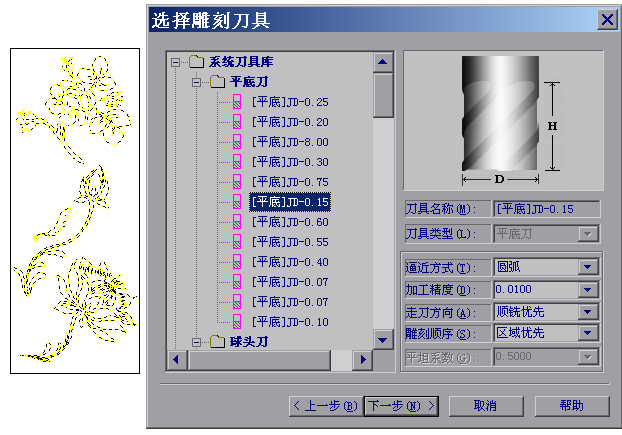 选择雕刻刀具
系统刀具库
平底刀
[平底]JD-0.25
[平底]JD-0.20
[平底]JD-8.00
[平底]JD-0.30
[平底]JD-0.75
[平底]JD-0.15
[平底]JD-0.60
[平底]JD-0.55
[平底]JD-0.40
[平底]JD-0.07
[平底]JD-0.07
[平底]JD-0.10
球头刀
H
D
刀具名称(M): [平底]JD-0.15
刀具类型(L): 平底刀
逼近方式(T): 圆弧
加工精度(D): 0.0100
走刀方向(A): 顺铣优先
雕刻顺序(S): 区域优先
平坦系数(G): 0.5000
< 上一步(B) 下一步(N) > 取消 帮助